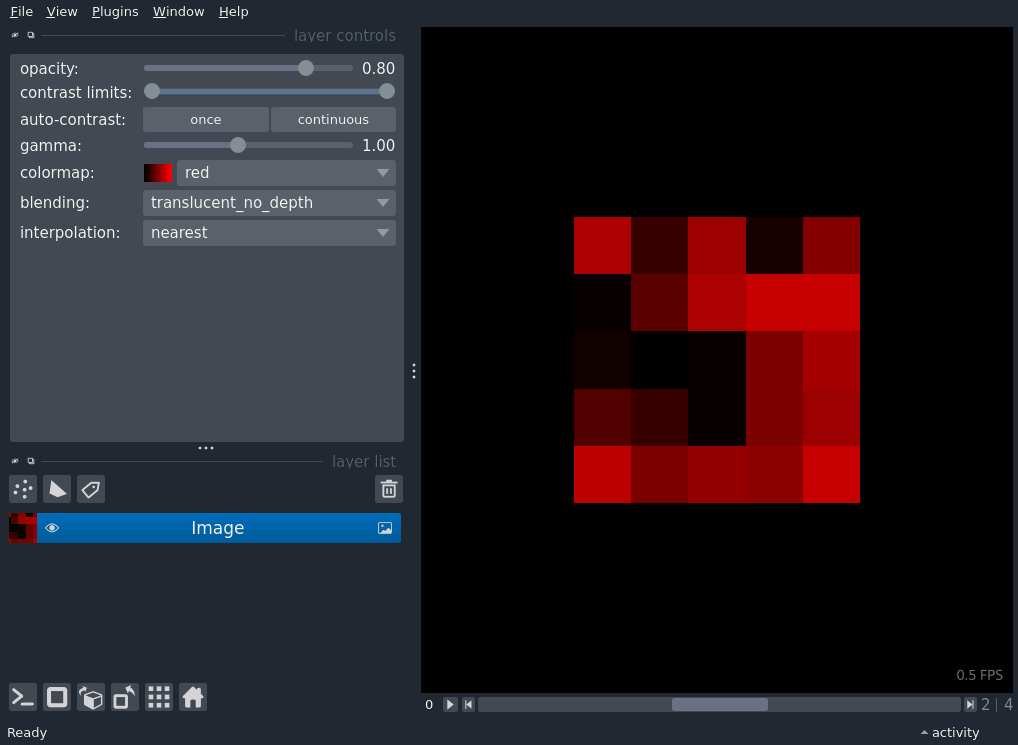 File View Plugins Window Help
layer controls
opacity: 0.80
contrast limits:
auto-contrast: once continuous
gamma: 1.00
colormap: red
blending: translucent_no_depth
interpolation: nearest
layer list
Image
0.5 FPS
0 2 | 4
Ready activity